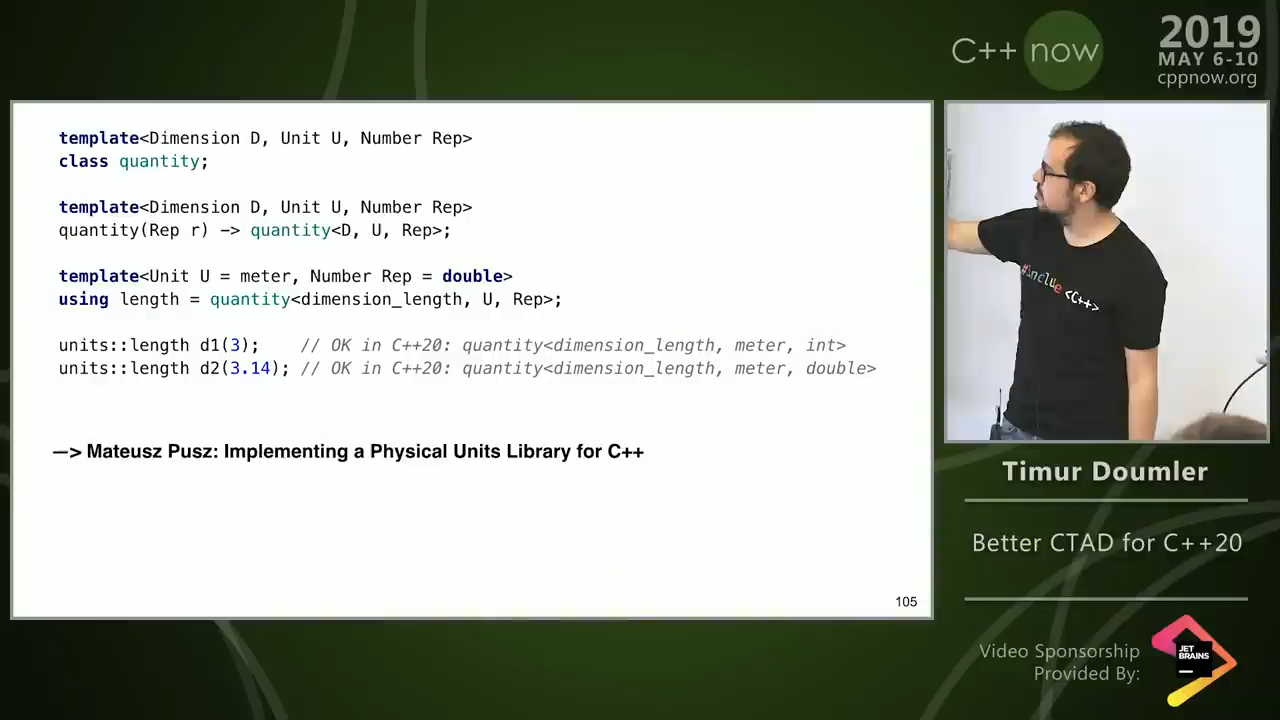 C++ now
2019
MAY 6-10
cppnow.org
template<Dimension D, Unit U, Number Rep>
class quantity;
template<Dimension D, Unit U, Number Rep>
quantity(Rep r) -> quantity<D, U, Rep>;
template<Unit U = meter, Number Rep = double>
using length = quantity<dimension_length, U, Rep>;
units::length d1(3);    // OK in C++20: quantity<dimension_length, meter, int>
units::length d2(3.14); // OK in C++20: quantity<dimension_length, meter, double>
—> Mateusz Pusz: Implementing a Physical Units Library for C++
105
#include <C++>
Timur Doumler
Better CTAD for C++20
Video Sponsorship
Provided By:
JET
BRAINS